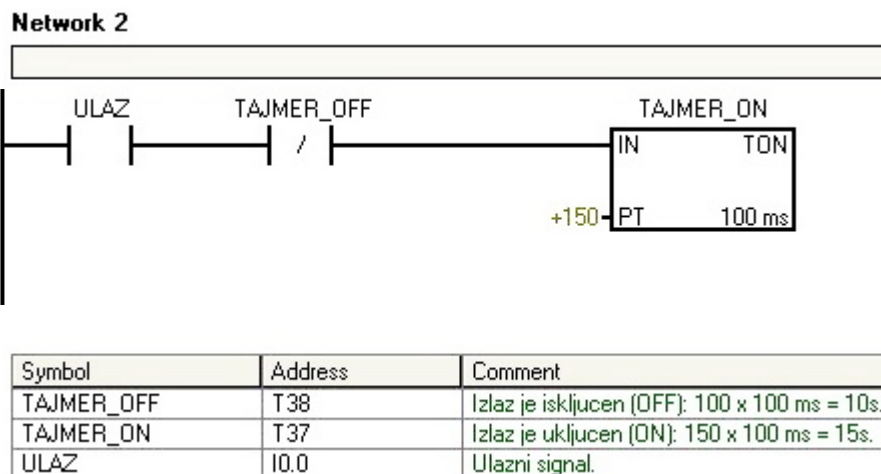 Network 2
ULAZ TAJMER_OFF TAJMER_ON
/ IN TON
+150 PT 100 ms
Symbol Address Comment
TAJMER_OFF T38 Izlaz je iskljucen (OFF): 100 x 100 ms = 10s.
TAJMER_ON T37 Izlaz je ukljucen (ON): 150 x 100 ms = 15s.
ULAZ I0.0 Ulazni signal.